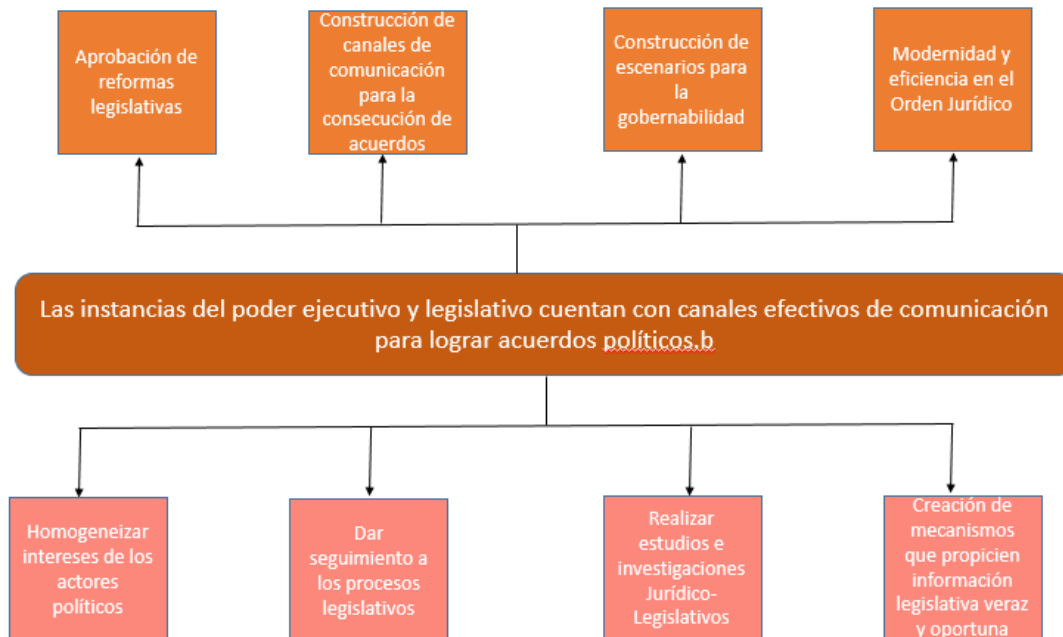 Aprobación de
reformas
legislativas
Construcción de
canales de
comunicación
para la
consecución de
acuerdos
Construcción de
escenarios para
la
gobernabilidad
Modernidad y
eficiencia en el
Orden Jurídico
Las instancias del poder ejecutivo y legislativo cuentan con canales efectivos de comunicación
para lograr acuerdos políticos.b
Homogeneizar
intereses de los
actores
políticos
Dar
seguimiento a
los procesos
legislativos
Realizar
estudios e
investigaciones
Jurídico-
Legislativos
Creación de
mecanismos
que propicien
información
legislativa veraz
y oportuna